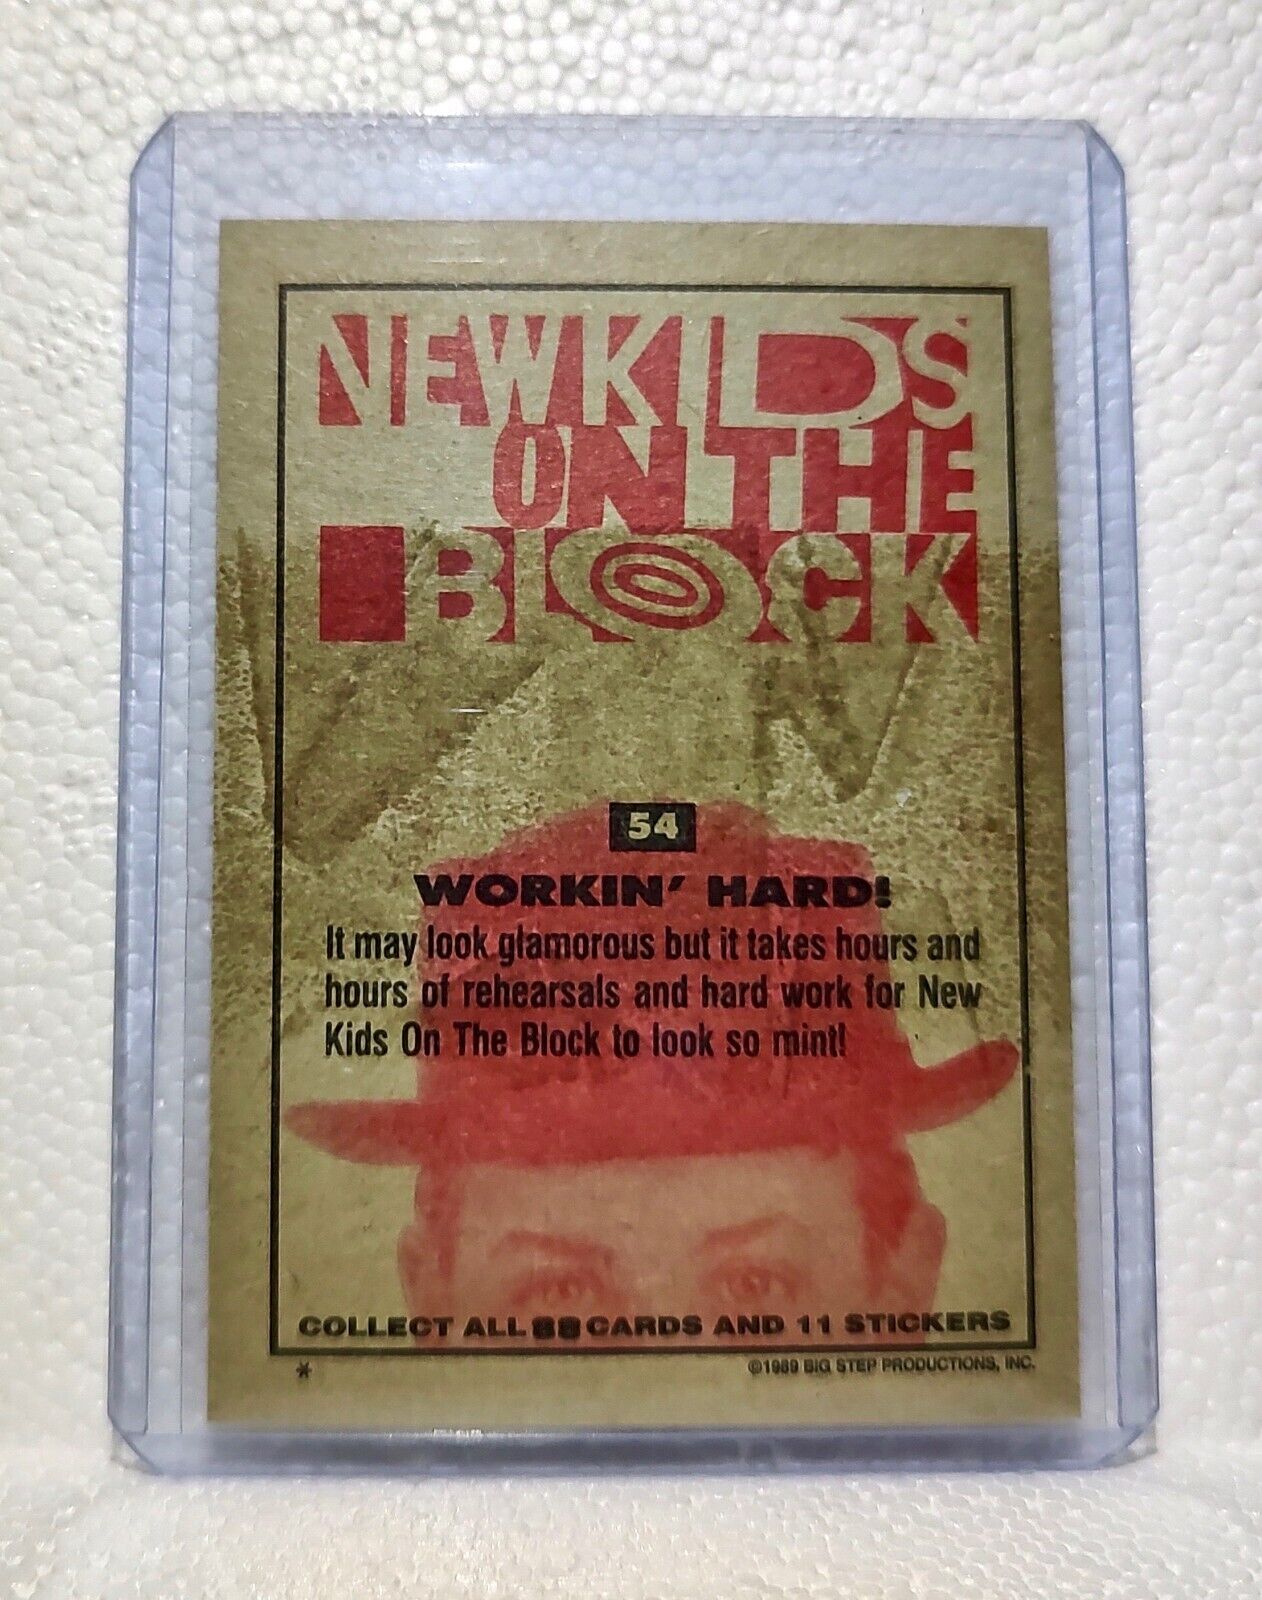 NEW KIDS
ON THE
BLOCK
54
WORKIN' HARD!
It may look glamorous but it takes hours and
hours of rehearsals and hard work for New
Kids On The Block to look so mint!
COLLECT ALL 88 CARDS AND 11 STICKERS
* ©1989 BIG STEP PRODUCTIONS, INC.